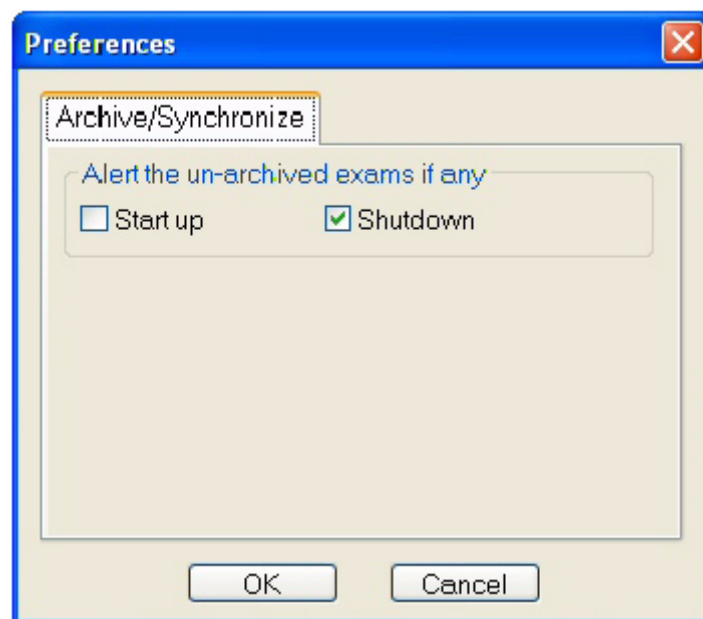 Preferences
Archive/Synchronize
Alert the un-archived exams if any
Start up
Shutdown
OK
Cancel